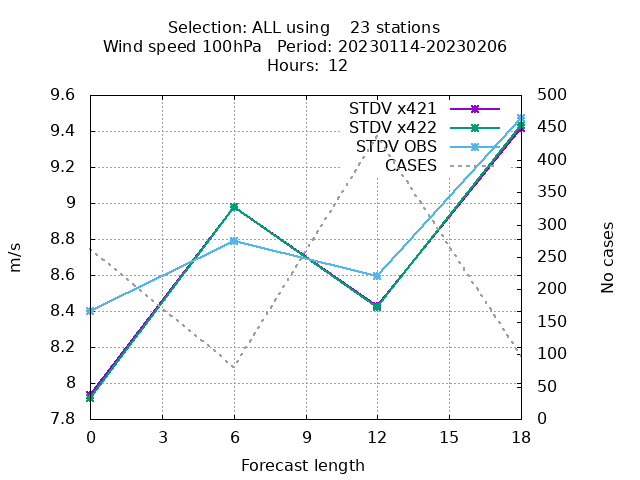 Selection: ALL using    23 stations
Wind speed 100hPa   Period: 20230114-20230206
Hours:  12
STDV x421
STDV x422
STDV OBS
CASES
9.6
9.4
9.2
9
8.8
8.6
8.4
8.2
8
7.8
500
450
400
350
300
250
200
150
100
50
0
m/s
No cases
0 3 6 9 12 15 18
Forecast length